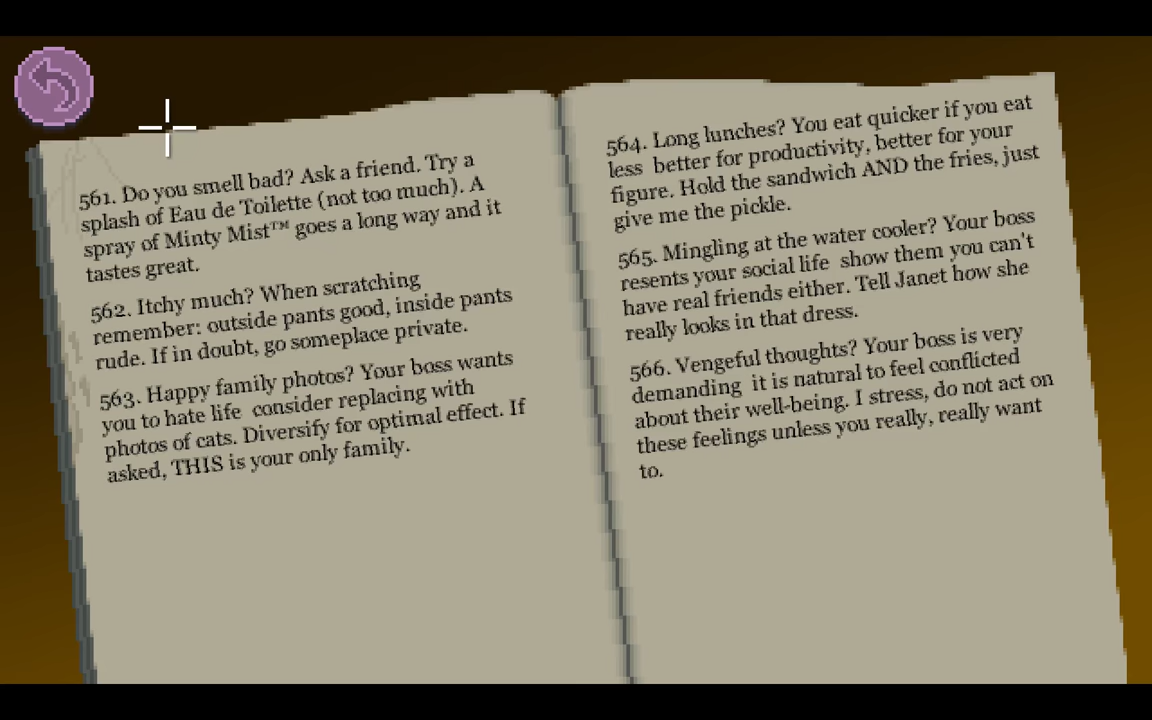 561. Do you smell bad? Ask a friend. Try a
splash of Eau de Toilette (not too much). A
spray of Minty Mist™ goes a long way and it
tastes great.
562. Itchy much? When scratching
remember: outside pants good, inside pants
rude. If in doubt, go someplace private.
563. Happy family photos? Your boss wants
you to hate life  consider replacing with
photos of cats. Diversify for optimal effect. If
asked, THIS is your only family.
564. Long lunches? You eat quicker if you eat
less  better for productivity, better for your
figure. Hold the sandwich AND the fries, just
give me the pickle.
565. Mingling at the water cooler? Your boss
resents your social life  show them you can't
have real friends either. Tell Janet how she
really looks in that dress.
566. Vengeful thoughts? Your boss is very
demanding  it is natural to feel conflicted
about their well-being. I stress, do not act on
these feelings unless you really, really want
to.